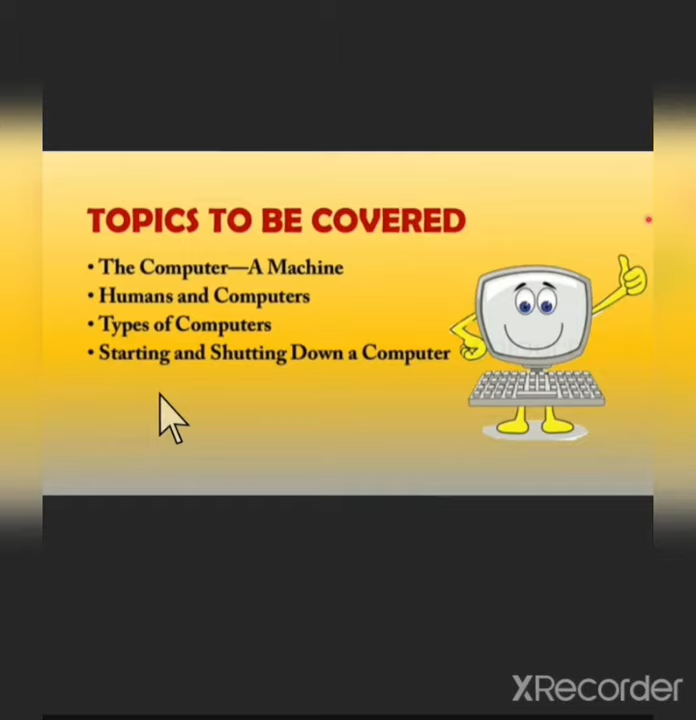 TOPICS TO BE COVERED
• The Computer—A Machine
• Humans and Computers
• Types of Computers
• Starting and Shutting Down a Computer
XRecorder